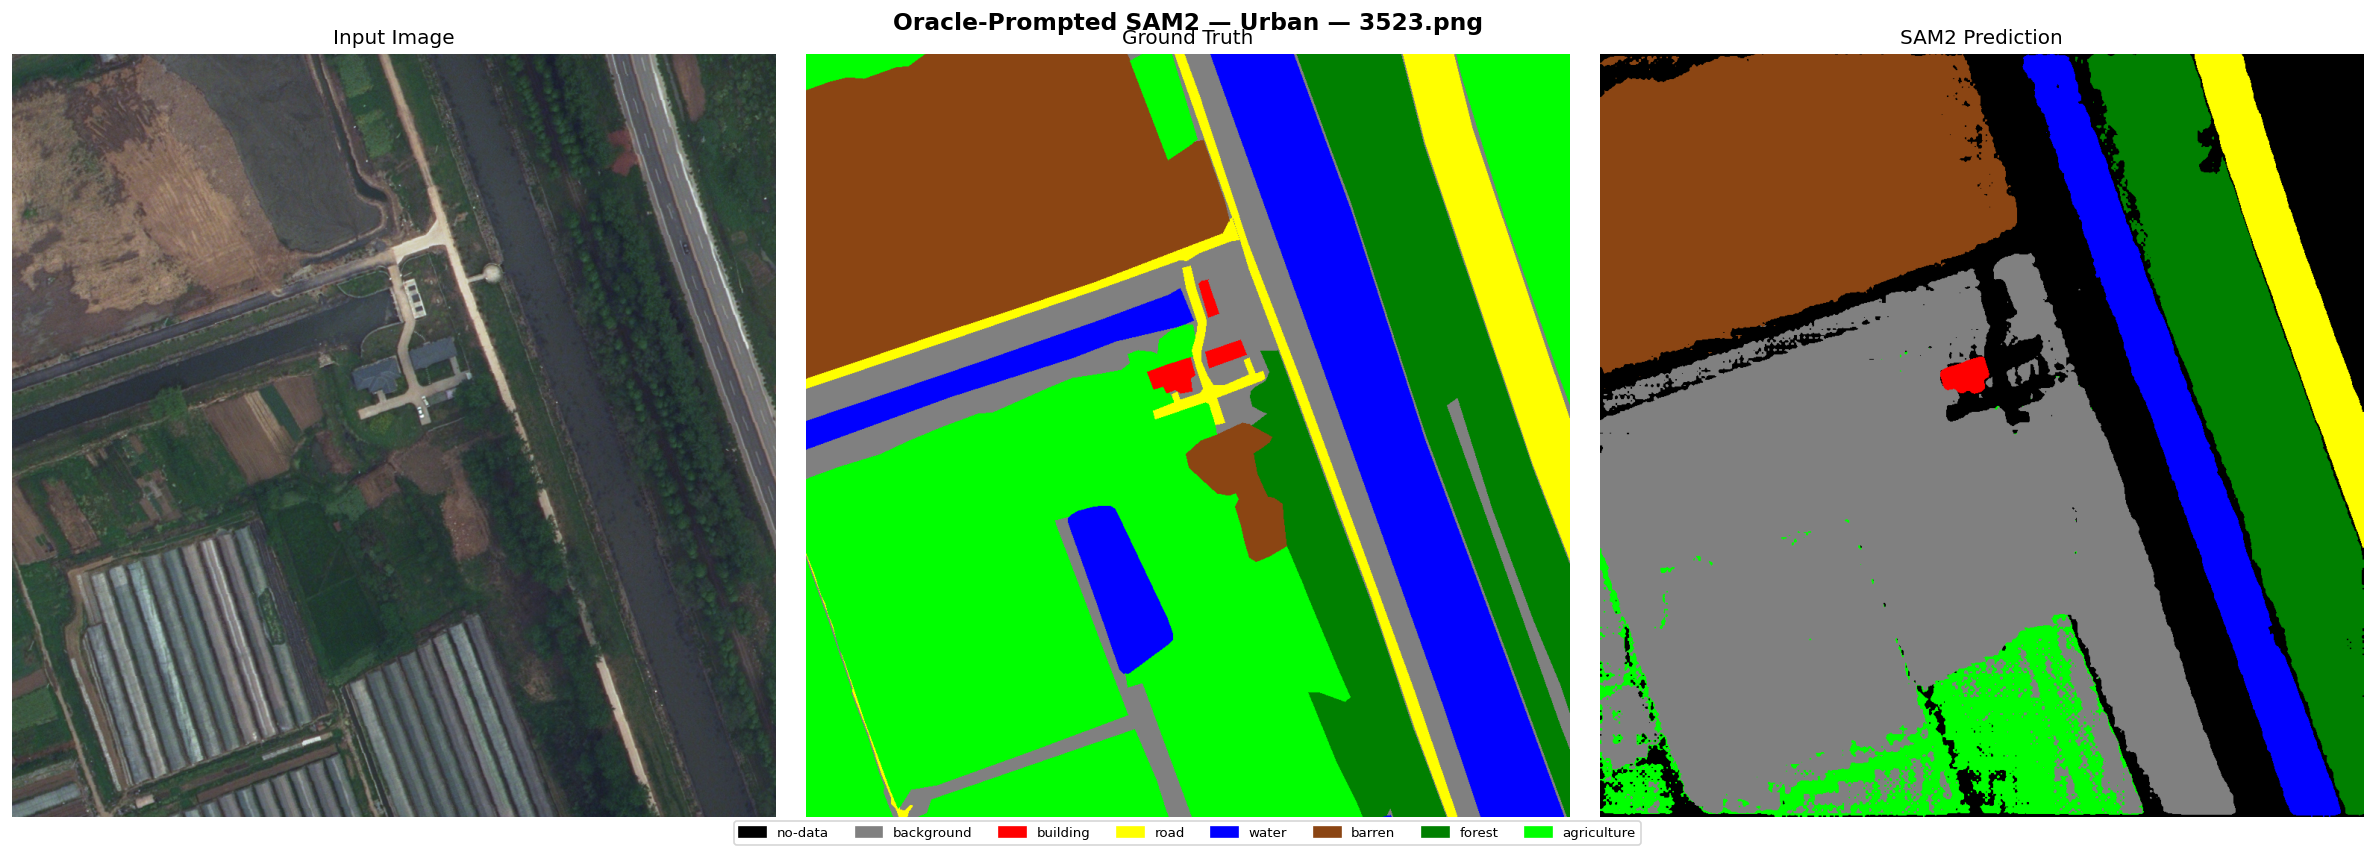 Oracle-Prompted SAM2 — Urban — 3523.png
Input Image
Ground Truth
SAM2 Prediction
no-data
background
building
road
water
barren
forest
agriculture